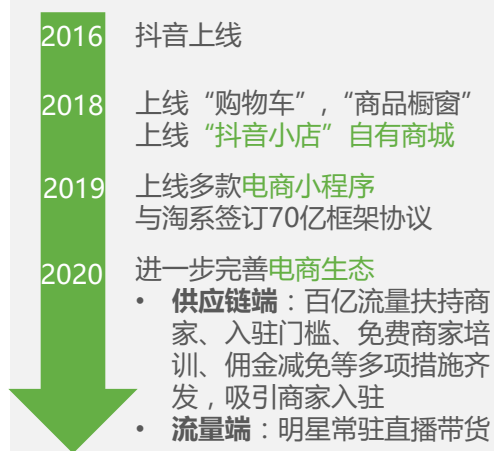 2016 抖音上线
2018 上线“购物车”,“商品橱窗”
上线“抖音小店”自有商城
2019 上线多款电商小程序
与淘系签订70亿框架协议
2020 进一步完善电商生态
• 供应链端:百亿流量扶持商
家、入驻门槛、免费商家培
训、佣金减免等多项措施齐
发,吸引商家入驻
• 流量端:明星常驻直播带货